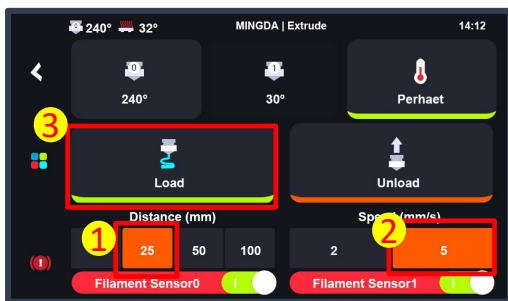 240° 32° MINGDA | Extrude 14:12
0 1
240° 30° Perhaet
3
Load Unload
Distance (mm) Speed (mm/s)
1 2
25 50 100 2 5
Filament Sensor0 Filament Sensor1